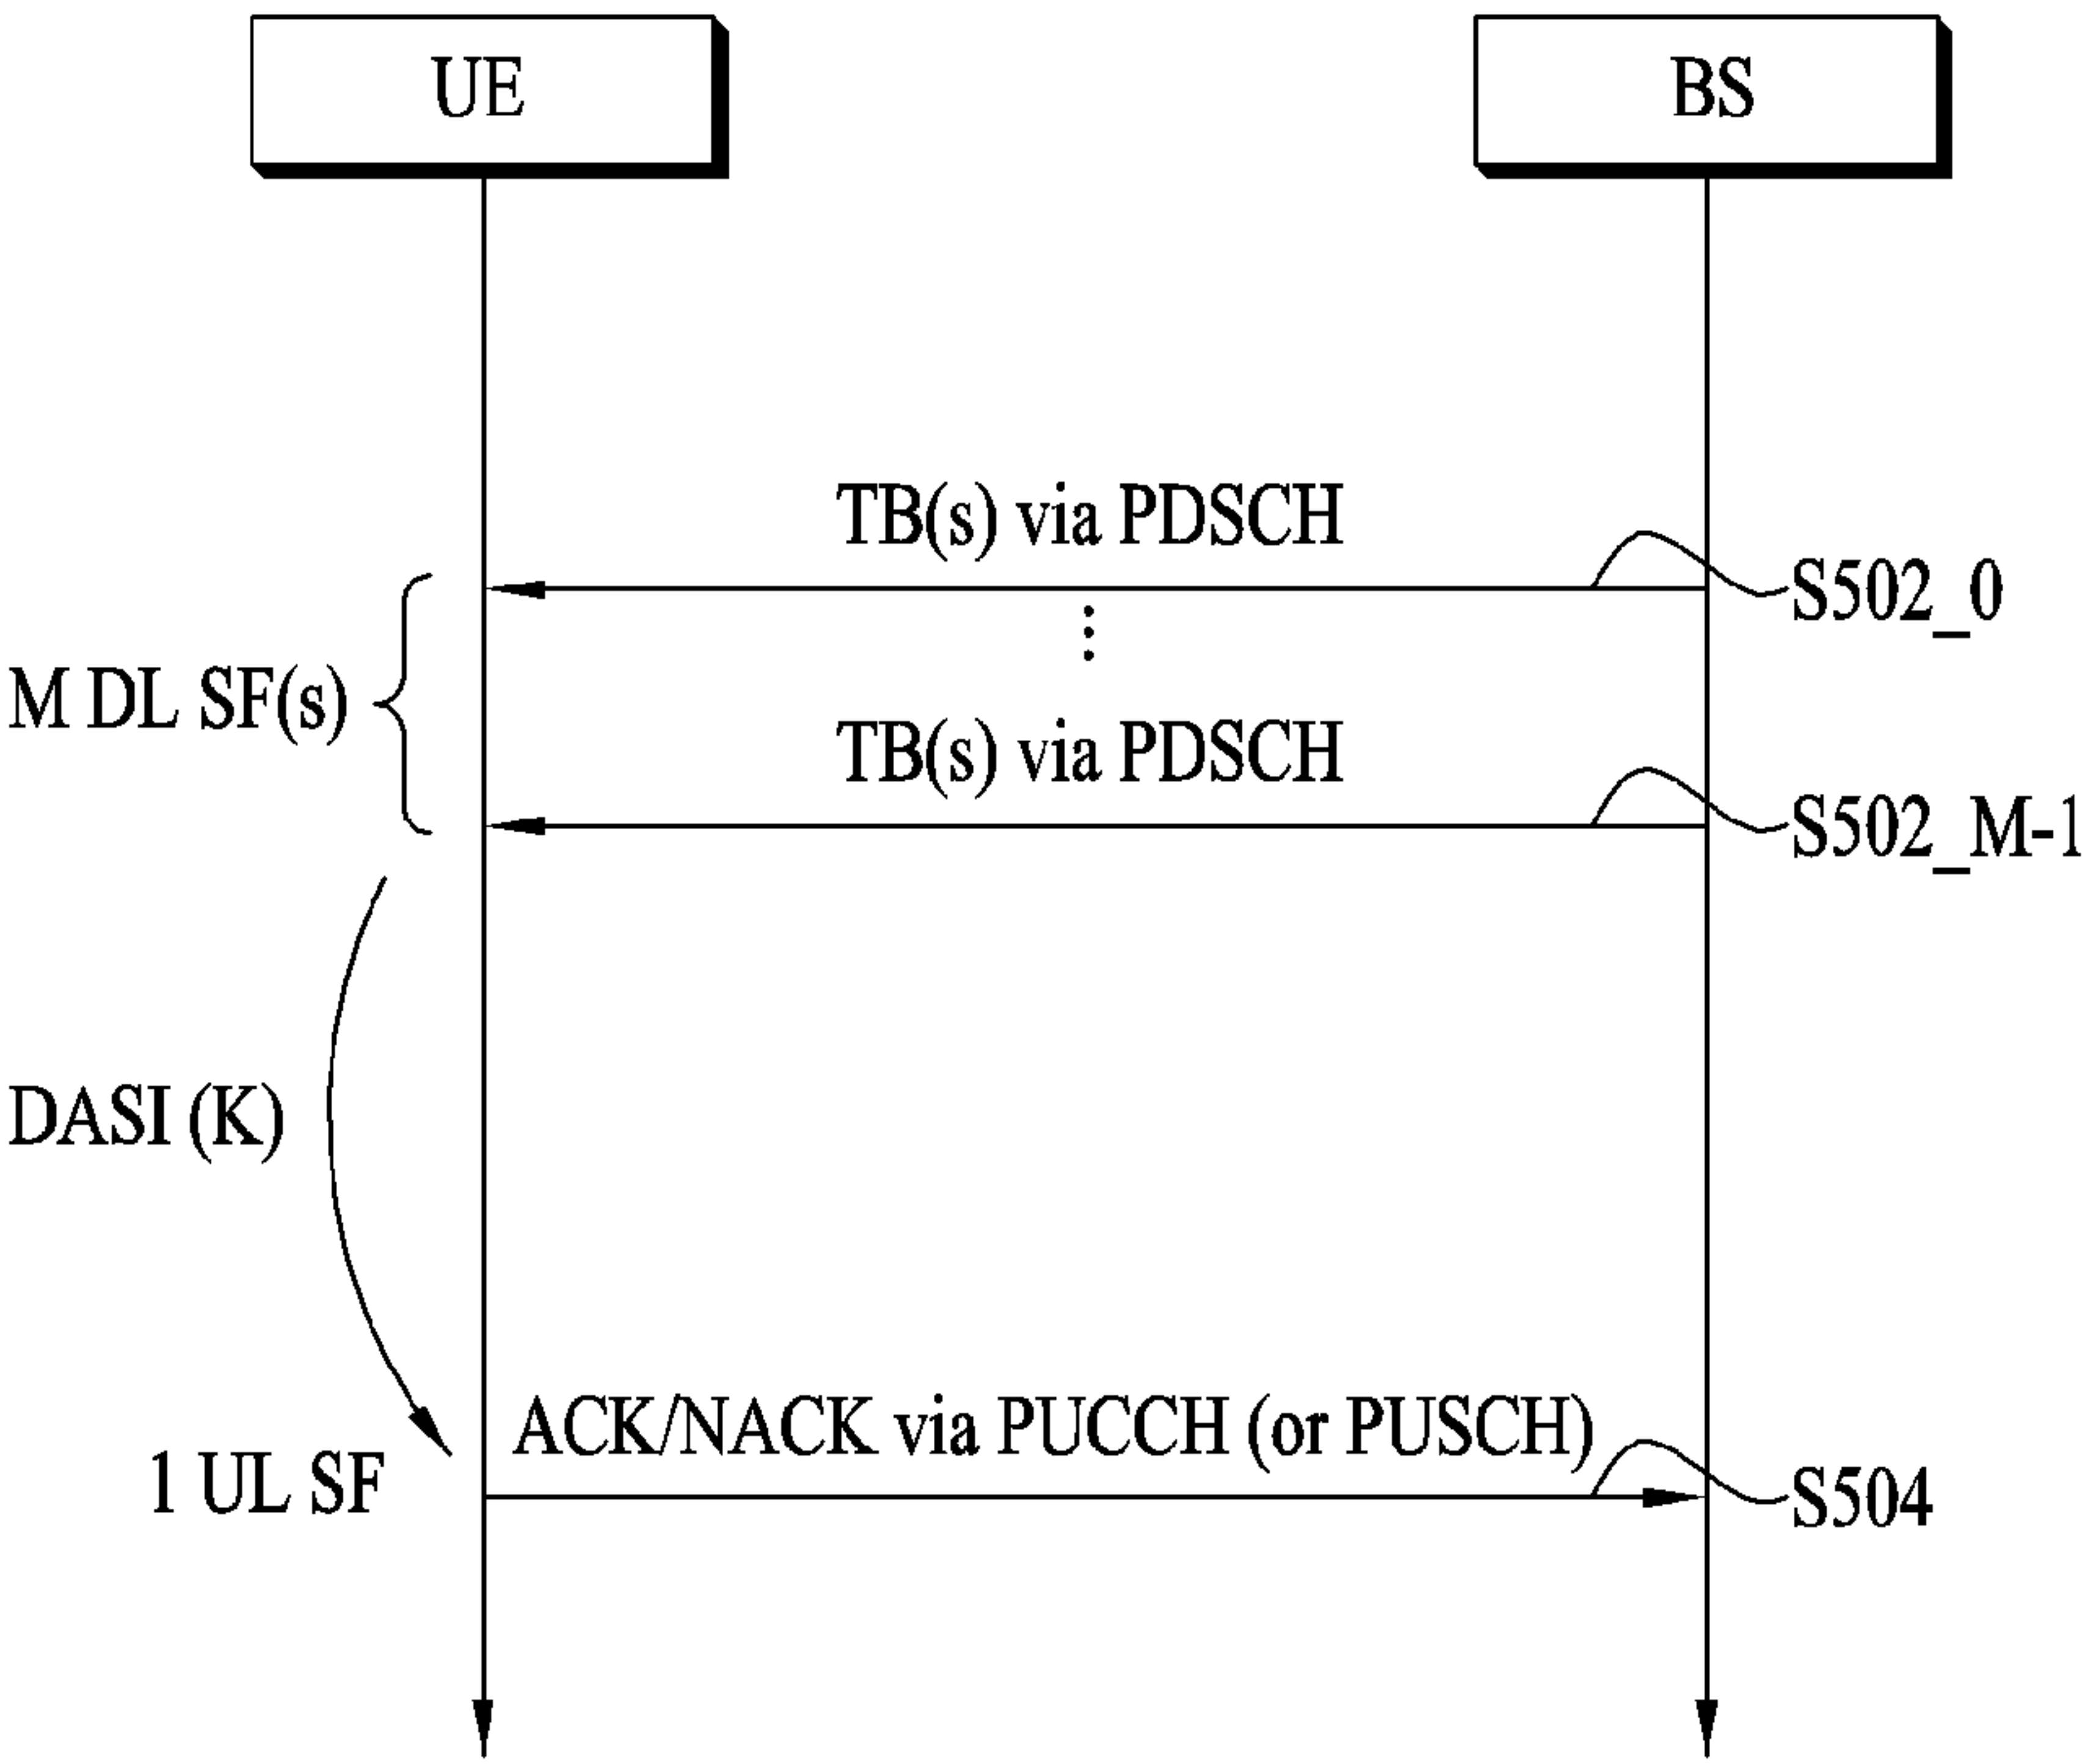 UE
BS
TB(s) via PDSCH
S502_0
M DL SF(s)
TB(s) via PDSCH
S502_M-1
DASI (K)
ACK/NACK via PUCCH (or PUSCH)
1 UL SF
S504